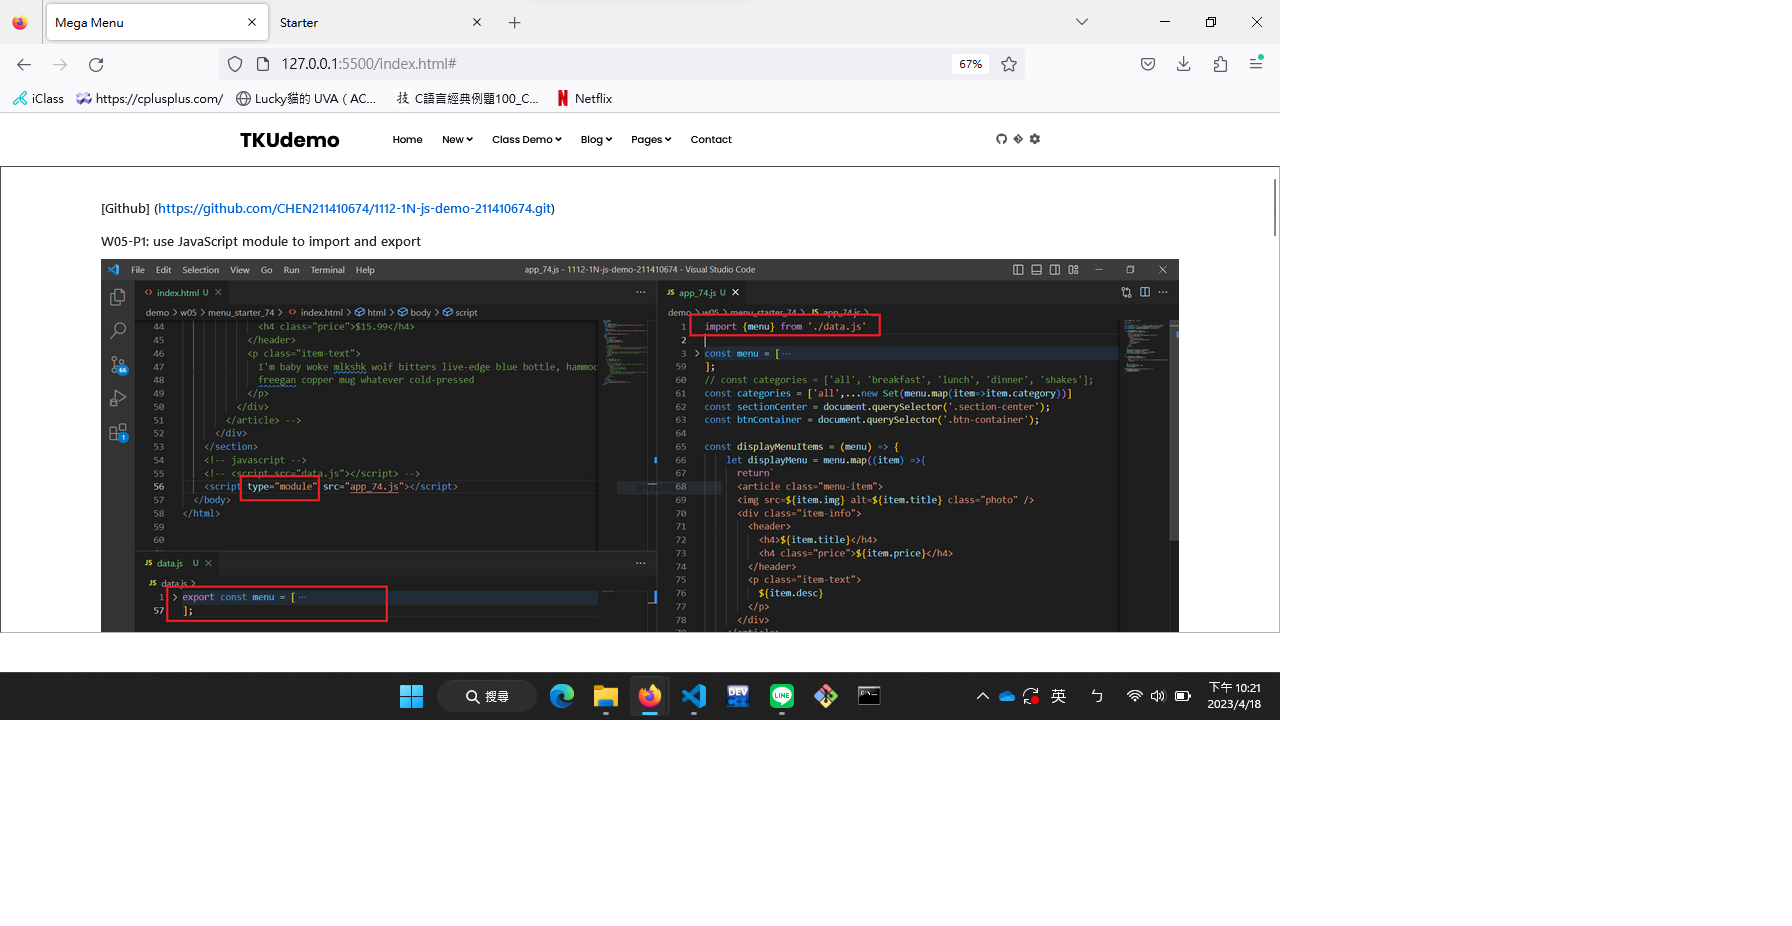 Mega Menu
Starter
127.0.0.1:5500/index.html#
67%
iClass
https://cplusplus.com/
Lucky貓的 UVA ( AC...
技 C語言經典例題100_C...
Netflix
TKUdemo
Home
New
Class Demo
Blog
Pages
Contact
[Github] (https://github.com/CHEN211410674/1112-1N-js-demo-211410674.git)
W05-P1: use JavaScript module to import and export
File Edit Selection View Go Run Terminal Help
app_74.js - 1112-1N-js-demo-211410674 - Visual Studio Code
index.html U
demo > w05 > menu_starter_74 > index.html > html > body > script
44 <h4 class="price">$15.99</h4>
45 </header>
46 <p class="item-text">
47 I'm baby woke mlkshk wolf bitters live-edge blue bottle, hammoc
48 freegan copper mug whatever cold-pressed
49 </p>
50 </div>
51 </article> -->
52 </div>
53 </section>
54 <!-- javascript -->
55 <!-- <script src="data.js"></script> -->
56 <script type="module" src="app_74.js"></script>
57 </body>
58 </html>
59
60
66
1
JS data.js U
JS data.js >
1 export const menu = [ ...
57 ];
JS app_74.js U
demo > w05 > menu_starter_74 > JS app_74.js >
1 import {menu} from './data.js'
2
3 const menu = [ ...
59 ];
60 // const categories = ['all', 'breakfast', 'lunch', 'dinner', 'shakes'];
61 const categories = ['all',...new Set(menu.map(item=>item.category))]
62 const sectionCenter = document.querySelector('.section-center');
63 const btnContainer = document.querySelector('.btn-container');
64
65 const displayMenuItems = (menu) => {
66 let displayMenu = menu.map((item) =>{
67 return`
68 <article class="menu-item">
69 <img src=${item.img} alt=${item.title} class="photo" />
70 <div class="item-info">
71 <header>
72 <h4>${item.title}</h4>
73 <h4 class="price">${item.price}</h4>
74 </header>
75 <p class="item-text">
76 ${item.desc}
77 </p>
78 </div>
搜尋
DEV
LINE
英
ㄅ
下午 10:21
2023/4/18